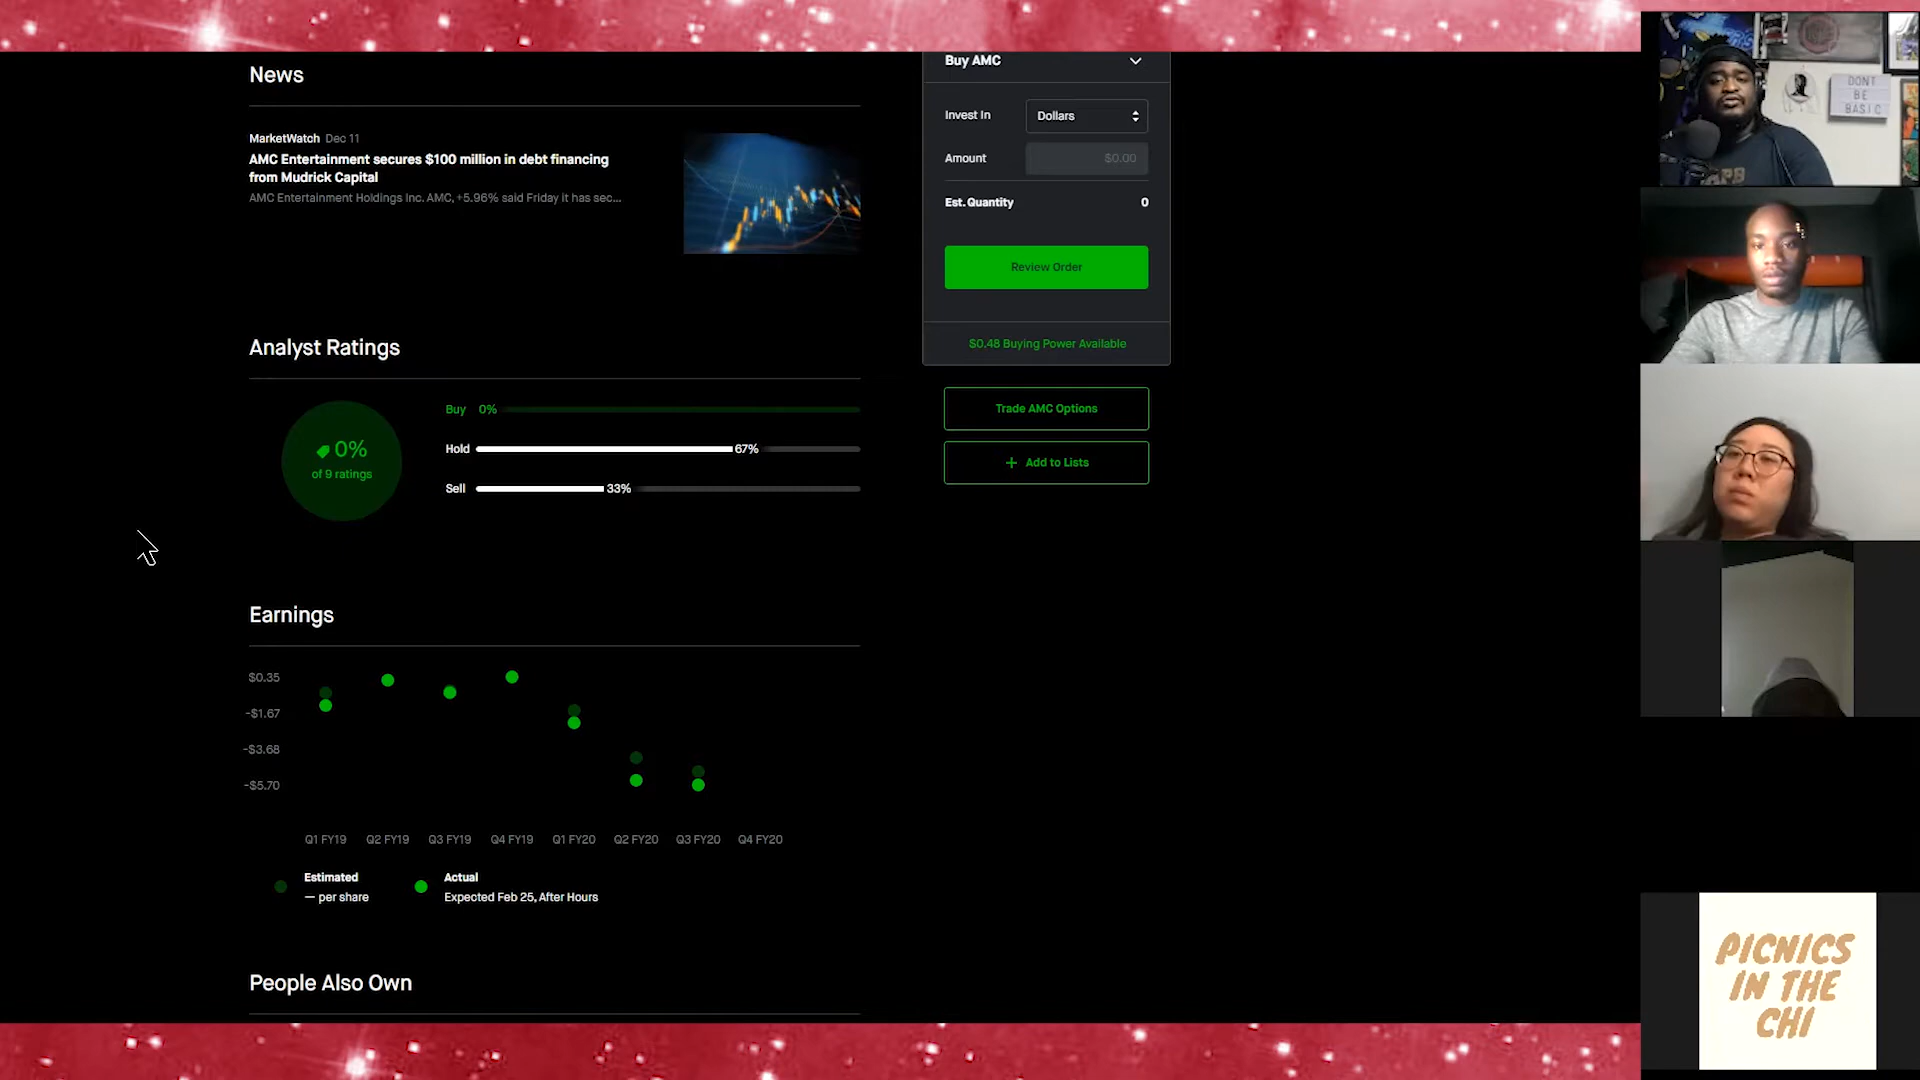 News
MarketWatch Dec 11
AMC Entertainment secures $100 million in debt financing
from Mudrick Capital
AMC Entertainment Holdings Inc. AMC, +5.96% said Friday it has sec...
Analyst Ratings
0%
of 9 ratings
Buy 0%
Hold 67%
Sell 33%
Earnings
$0.35
-$1.67
-$3.68
-$5.70
Q1 FY19 Q2 FY19 Q3 FY19 Q4 FY19 Q1 FY20 Q2 FY20 Q3 FY20 Q4 FY20
Estimated
— per share
Actual
Expected Feb 25, After Hours
People Also Own
Buy AMC
Invest In Dollars
Amount $0.00
Est. Quantity 0
Review Order
$0.48 Buying Power Available
Trade AMC Options
+ Add to Lists
DONT
BE
BASIC
PICNICS
IN THE
CHI